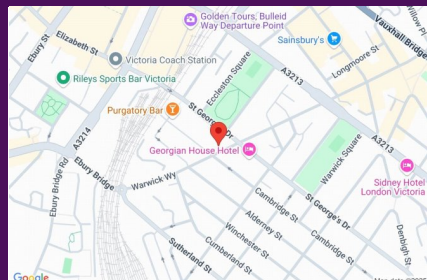 Golden Tours, Bulleid
Way Departure Point
Willow Pl
Vauxhall Bridge
Sainsbury's
Elizabeth St
Ebury St
Victoria Coach Station
Longmoore St
A3213
Rileys Sports Bar Victoria
Eccleston Square
Purgatory Bar
A3214
St George's Dr
A3213
Georgian House Hotel
Warwick Square
Ebury Bridge Rd
Ebury Bridge
Warwick Wy
Sidney Hotel
London Victoria
Cambridge St
St George's Dr
Alderney St
Winchester St
Cambridge St
Denbigh St
Cumberland St
Sutherland St
Google